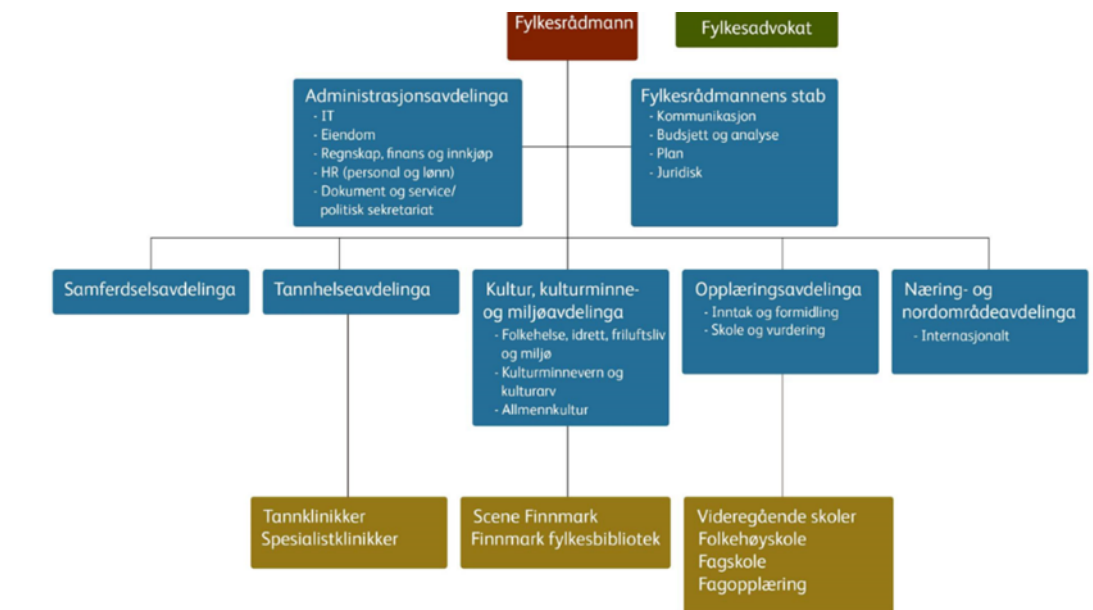 Fylkesrådmann
Fylkesadvokat
Administrasjonsavdelinga
- IT
- Eiendom
- Regnskap, finans og innkjøp
- HR (personal og lønn)
- Dokument og service/
politisk sekretariat
Fylkesrådmannens stab
- Kommunikasjon
- Budsjett og analyse
- Plan
- Juridisk
Samferdselsavdelinga
Tannhelseavdelinga
Kultur, kulturminne-
og miljøavdelinga
- Folkehelse, idrett, friluftsliv
og miljø
- Kulturminnevern og
kulturarv
- Allmennkultur
Opplæringsavdelinga
- Inntak og formidling
- Skole og vurdering
Næring- og
nordområdeavdelinga
- Internasjonalt
Tannklinikker
Spesialistklinikker
Scene Finnmark
Finnmark fylkesbibliotek
Videregående skoler
Folkehøyskole
Fagskole
Fagopplæring